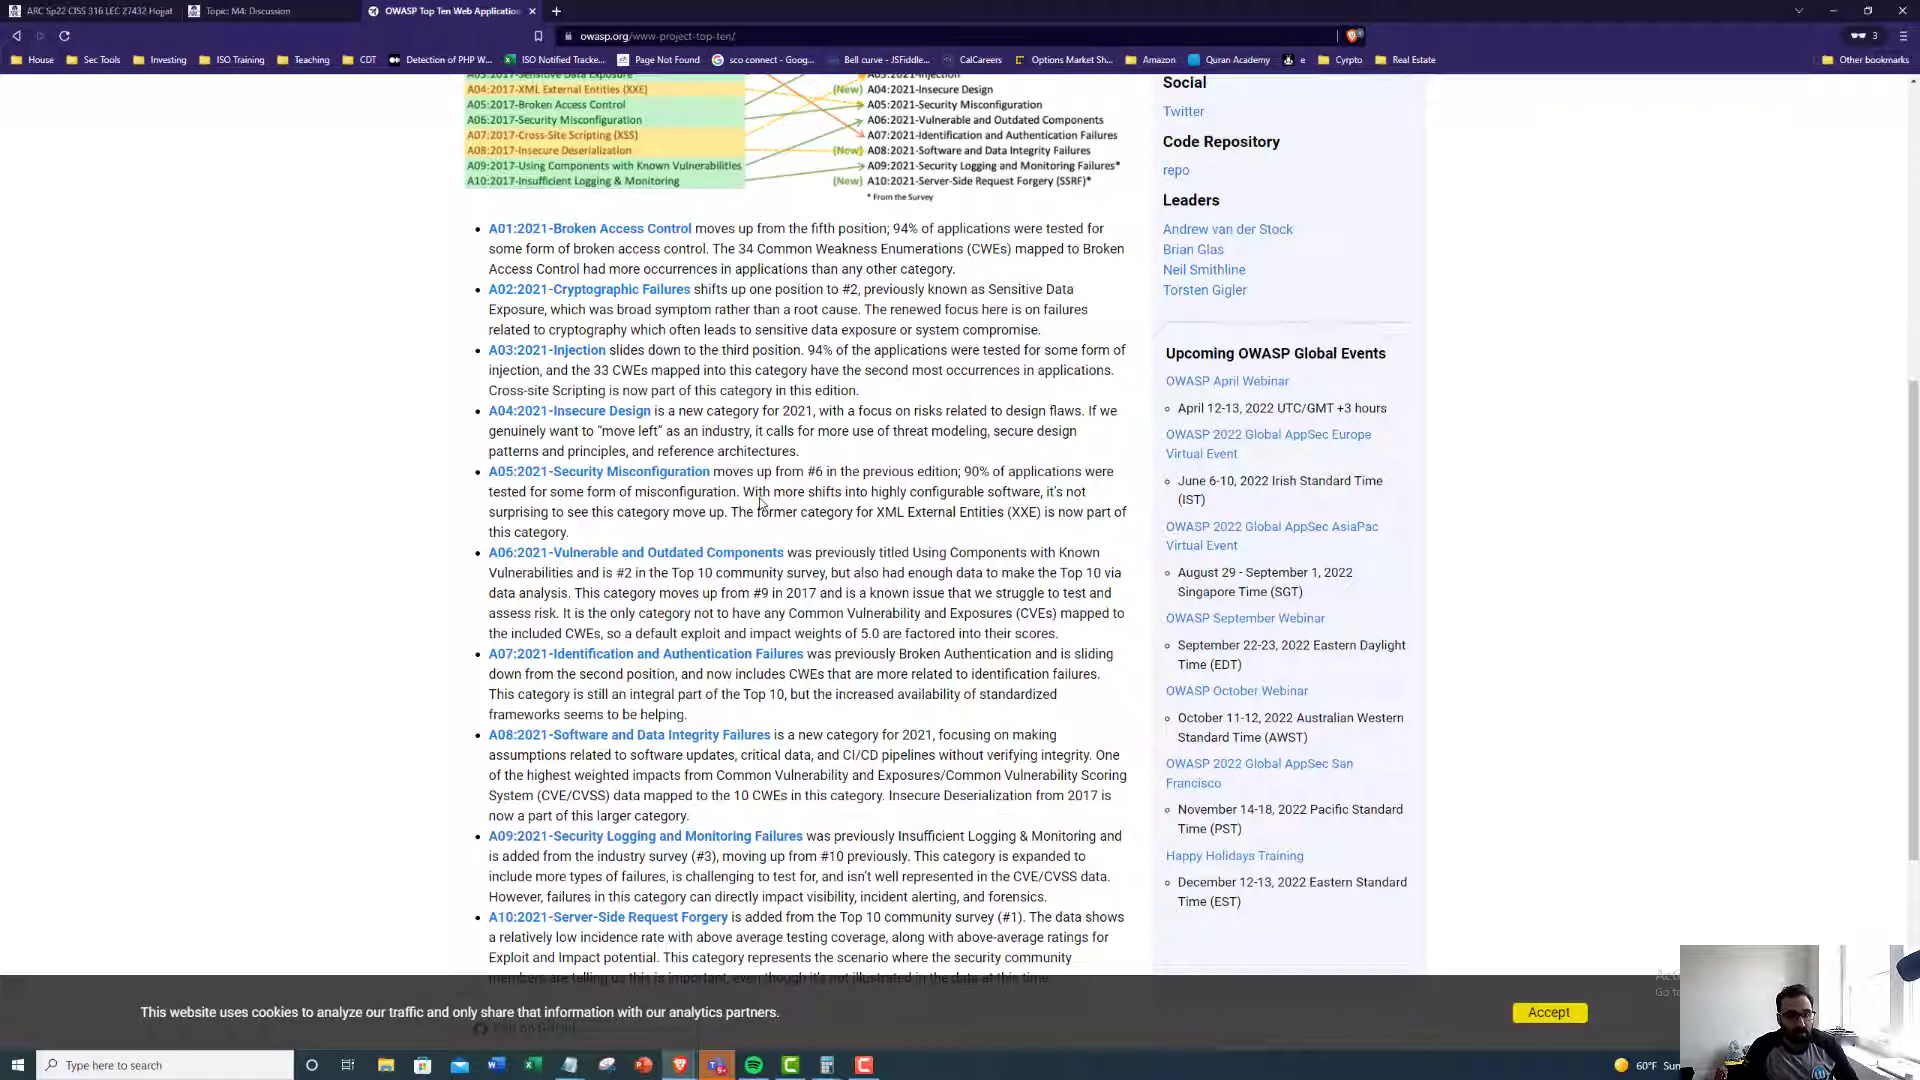 ARC Sp22 CISS 316 LEC 27432 Hojjat
Topic: M4: Discussion
OWASP Top Ten Web Application
owasp.org/www-project-top-ten/
3
House
Sec Tools
Investing
ISO Training
Teaching
CDT
Detection of PHP W...
ISO Notified Tracke...
Page Not Found
sco connect - Goog...
Bell curve - JSFiddle...
CalCareers
Options Market Sh...
Amazon
Quran Academy
e
Cyrpto
Real Estate
Other bookmarks
A03:2017-Sensitive Data Exposure
A03:2021-Injection
A04:2017-XML External Entities (XXE)
(New) A04:2021-Insecure Design
A05:2017-Broken Access Control
A05:2021-Security Misconfiguration
A06:2017-Security Misconfiguration
A06:2021-Vulnerable and Outdated Components
A07:2017-Cross-Site Scripting (XSS)
A07:2021-Identification and Authentication Failures
A08:2017-Insecure Deserialization
(New) A08:2021-Software and Data Integrity Failures
A09:2017-Using Components with Known Vulnerabilities
A09:2021-Security Logging and Monitoring Failures*
A10:2017-Insufficient Logging & Monitoring
(New) A10:2021-Server-Side Request Forgery (SSRF)*
* From the Survey
A01:2021-Broken Access Control moves up from the fifth position; 94% of applications were tested for
some form of broken access control. The 34 Common Weakness Enumerations (CWEs) mapped to Broken
Access Control had more occurrences in applications than any other category.
A02:2021-Cryptographic Failures shifts up one position to #2, previously known as Sensitive Data
Exposure, which was broad symptom rather than a root cause. The renewed focus here is on failures
related to cryptography which often leads to sensitive data exposure or system compromise.
A03:2021-Injection slides down to the third position. 94% of the applications were tested for some form of
injection, and the 33 CWEs mapped into this category have the second most occurrences in applications.
Cross-site Scripting is now part of this category in this edition.
A04:2021-Insecure Design is a new category for 2021, with a focus on risks related to design flaws. If we
genuinely want to “move left” as an industry, it calls for more use of threat modeling, secure design
patterns and principles, and reference architectures.
A05:2021-Security Misconfiguration moves up from #6 in the previous edition; 90% of applications were
tested for some form of misconfiguration. With more shifts into highly configurable software, it’s not
surprising to see this category move up. The former category for XML External Entities (XXE) is now part of
this category.
A06:2021-Vulnerable and Outdated Components was previously titled Using Components with Known
Vulnerabilities and is #2 in the Top 10 community survey, but also had enough data to make the Top 10 via
data analysis. This category moves up from #9 in 2017 and is a known issue that we struggle to test and
assess risk. It is the only category not to have any Common Vulnerability and Exposures (CVEs) mapped to
the included CWEs, so a default exploit and impact weights of 5.0 are factored into their scores.
A07:2021-Identification and Authentication Failures was previously Broken Authentication and is sliding
down from the second position, and now includes CWEs that are more related to identification failures.
This category is still an integral part of the Top 10, but the increased availability of standardized
frameworks seems to be helping.
A08:2021-Software and Data Integrity Failures is a new category for 2021, focusing on making
assumptions related to software updates, critical data, and CI/CD pipelines without verifying integrity. One
of the highest weighted impacts from Common Vulnerability and Exposures/Common Vulnerability Scoring
System (CVE/CVSS) data mapped to the 10 CWEs in this category. Insecure Deserialization from 2017 is
now a part of this larger category.
A09:2021-Security Logging and Monitoring Failures was previously Insufficient Logging & Monitoring and
is added from the industry survey (#3), moving up from #10 previously. This category is expanded to
include more types of failures, is challenging to test for, and isn’t well represented in the CVE/CVSS data.
However, failures in this category can directly impact visibility, incident alerting, and forensics.
A10:2021-Server-Side Request Forgery is added from the Top 10 community survey (#1). The data shows
a relatively low incidence rate with above average testing coverage, along with above-average ratings for
Exploit and Impact potential. This category represents the scenario where the security community
members are telling us this is important, even though it’s not illustrated in the data at this time.
Social
Twitter
Code Repository
repo
Leaders
Andrew van der Stock
Brian Glas
Neil Smithline
Torsten Gigler
Upcoming OWASP Global Events
OWASP April Webinar
April 12-13, 2022 UTC/GMT +3 hours
OWASP 2022 Global AppSec Europe
Virtual Event
June 6-10, 2022 Irish Standard Time
(IST)
OWASP 2022 Global AppSec AsiaPac
Virtual Event
August 29 - September 1, 2022
Singapore Time (SGT)
OWASP September Webinar
September 22-23, 2022 Eastern Daylight
Time (EDT)
OWASP October Webinar
October 11-12, 2022 Australian Western
Standard Time (AWST)
OWASP 2022 Global AppSec San
Francisco
November 14-18, 2022 Pacific Standard
Time (PST)
Happy Holidays Training
December 12-13, 2022 Eastern Standard
Time (EST)
This website uses cookies to analyze our traffic and only share that information with our analytics partners.
Accept
Type here to search
60°F Sun